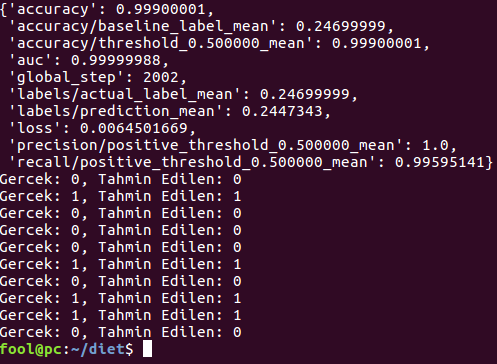 {'accuracy': 0.99900001,
'accuracy/baseline_label_mean': 0.24699999,
'accuracy/threshold_0.500000_mean': 0.99900001,
'auc': 0.99999988,
'global_step': 2002,
'labels/actual_label_mean': 0.24699999,
'labels/prediction_mean': 0.2447343,
'loss': 0.0064501669,
'precision/positive_threshold_0.500000_mean': 1.0,
'recall/positive_threshold_0.500000_mean': 0.99595141}
Gercek: 0, Tahmin Edilen: 0
Gercek: 1, Tahmin Edilen: 1
Gercek: 0, Tahmin Edilen: 0
Gercek: 0, Tahmin Edilen: 0
Gercek: 0, Tahmin Edilen: 0
Gercek: 1, Tahmin Edilen: 1
Gercek: 0, Tahmin Edilen: 0
Gercek: 1, Tahmin Edilen: 1
Gercek: 1, Tahmin Edilen: 1
Gercek: 0, Tahmin Edilen: 0
fool@pc:~/diet$